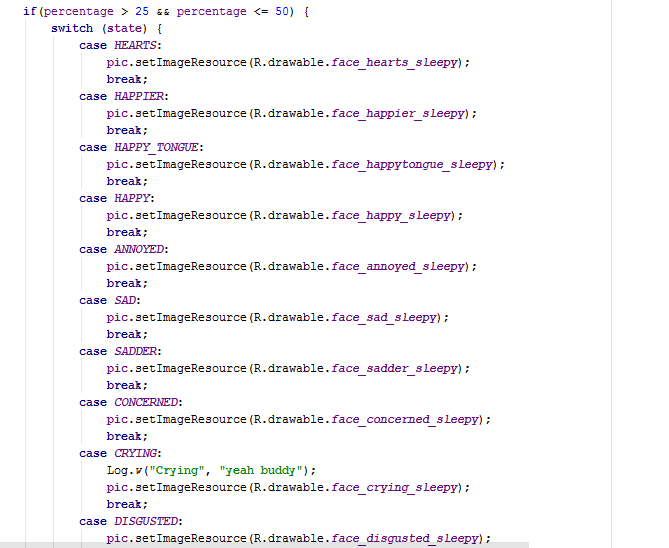 if(percentage > 25 && percentage <= 50) {
switch (state) {
case HEARTS:
pic.setImageResource(R.drawable.face_hearts_sleepy);
break;
case HAPPIER:
pic.setImageResource(R.drawable.face_happier_sleepy);
break;
case HAPPY_TONGUE:
pic.setImageResource(R.drawable.face_happytongue_sleepy);
break;
case HAPPY:
pic.setImageResource(R.drawable.face_happy_sleepy);
break;
case ANNOYED:
pic.setImageResource(R.drawable.face_annoyed_sleepy);
break;
case SAD:
pic.setImageResource(R.drawable.face_sad_sleepy);
break;
case SADDER:
pic.setImageResource(R.drawable.face_sadder_sleepy);
break;
case CONCERNED:
pic.setImageResource(R.drawable.face_concerned_sleepy);
break;
case CRYING:
Log.w("Crying", "yeah buddy");
pic.setImageResource(R.drawable.face_crying_sleepy);
break;
case DISGUSTED:
pic.setImageResource(R.drawable.face_disgusted_sleepy);